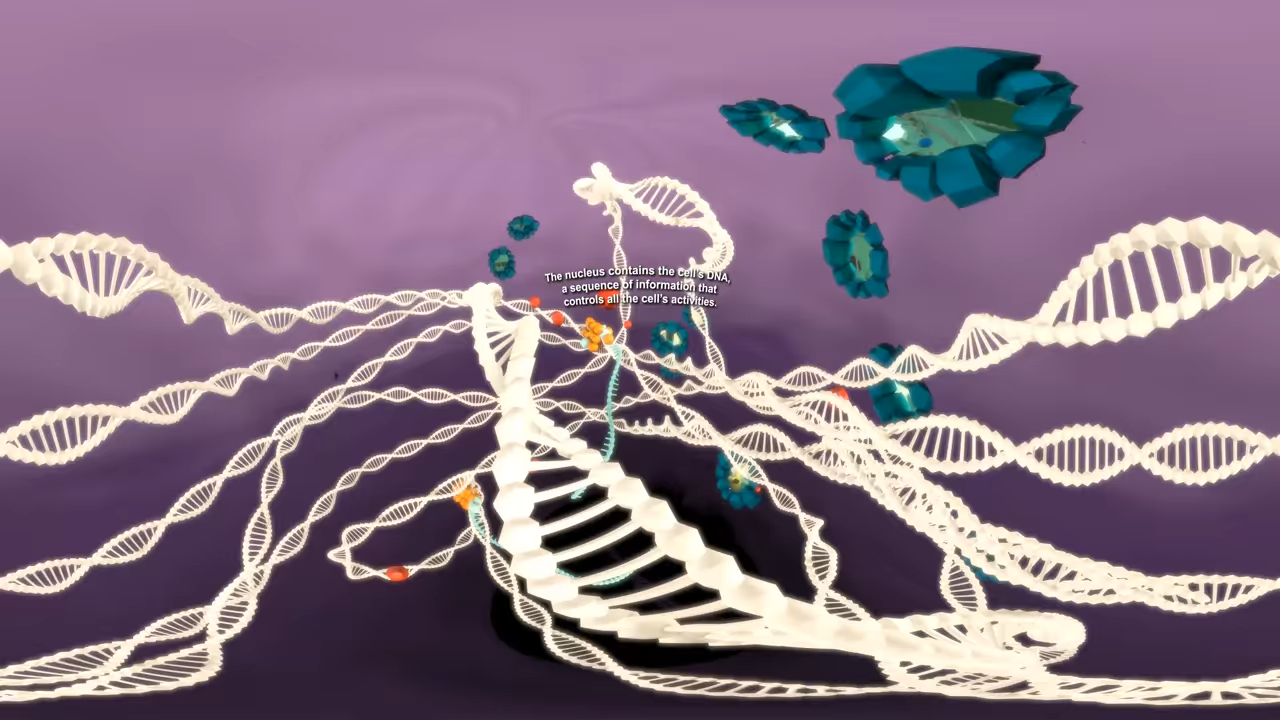 The nucleus contains the cell's DNA,
a sequence of information that
controls all the cell's activities.